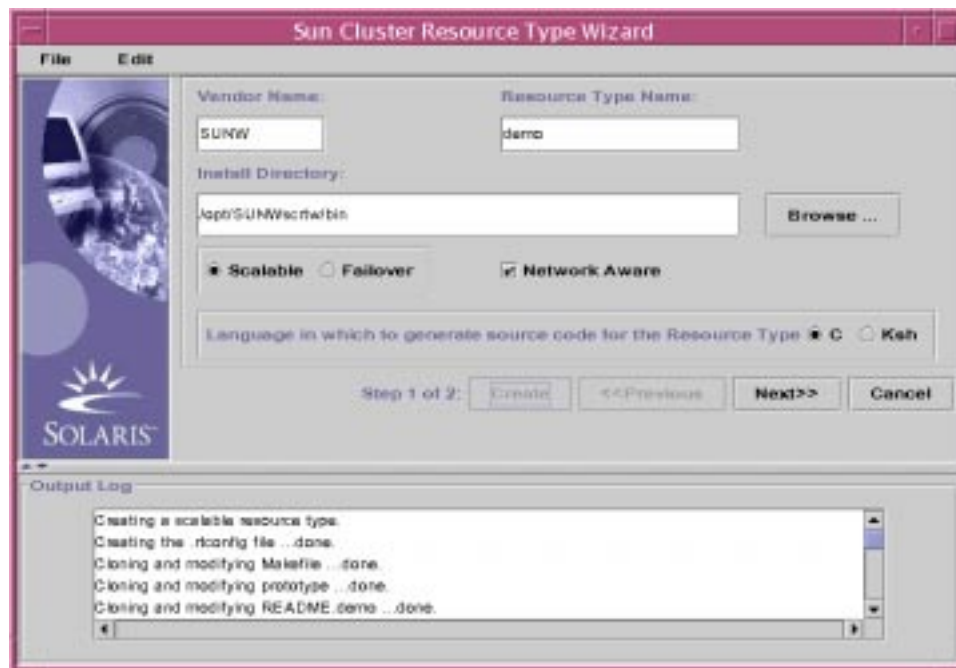 Sun Cluster Resource Type Wizard
File Edit
Vendor Name: Resource Type Name:
SUNW demo
Install Directory:
/opt/SUNWscrtw/bin Browse ...
Scalable Failover Network Aware
Language in which to generate source code for the Resource Type C Ksh
Step 1 of 2: Create <<Previous Next>> Cancel
SOLARIS™
Output Log
Creating a scalable resource type.
Creating the .rtconfig file ...done.
Cloning and modifying Makefile ...done.
Cloning and modifying prototype ...done.
Cloning and modifying README.demo ...done.